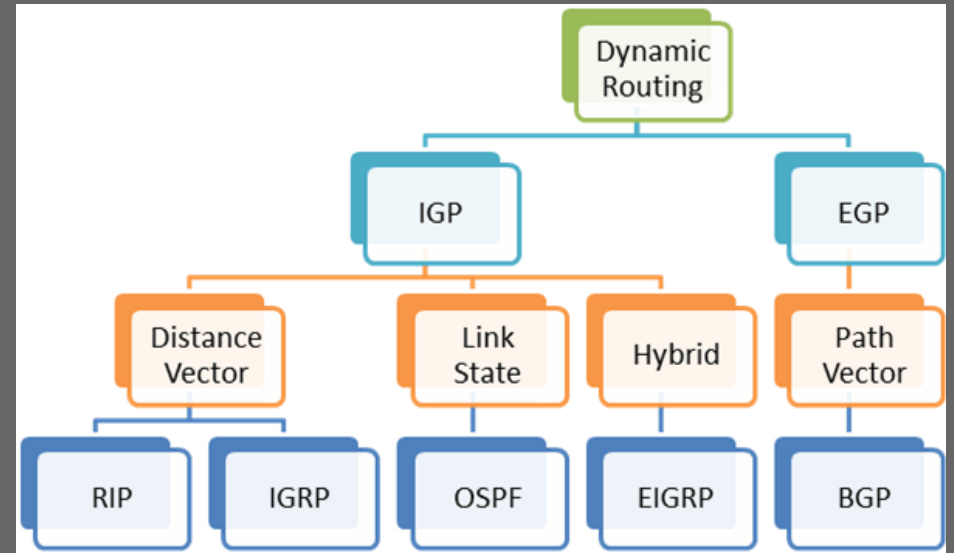 Dynamic
Routing
IGP
EGP
Distance
Vector
Link
State
Hybrid
Path
Vector
RIP
IGRP
OSPF
EIGRP
BGP